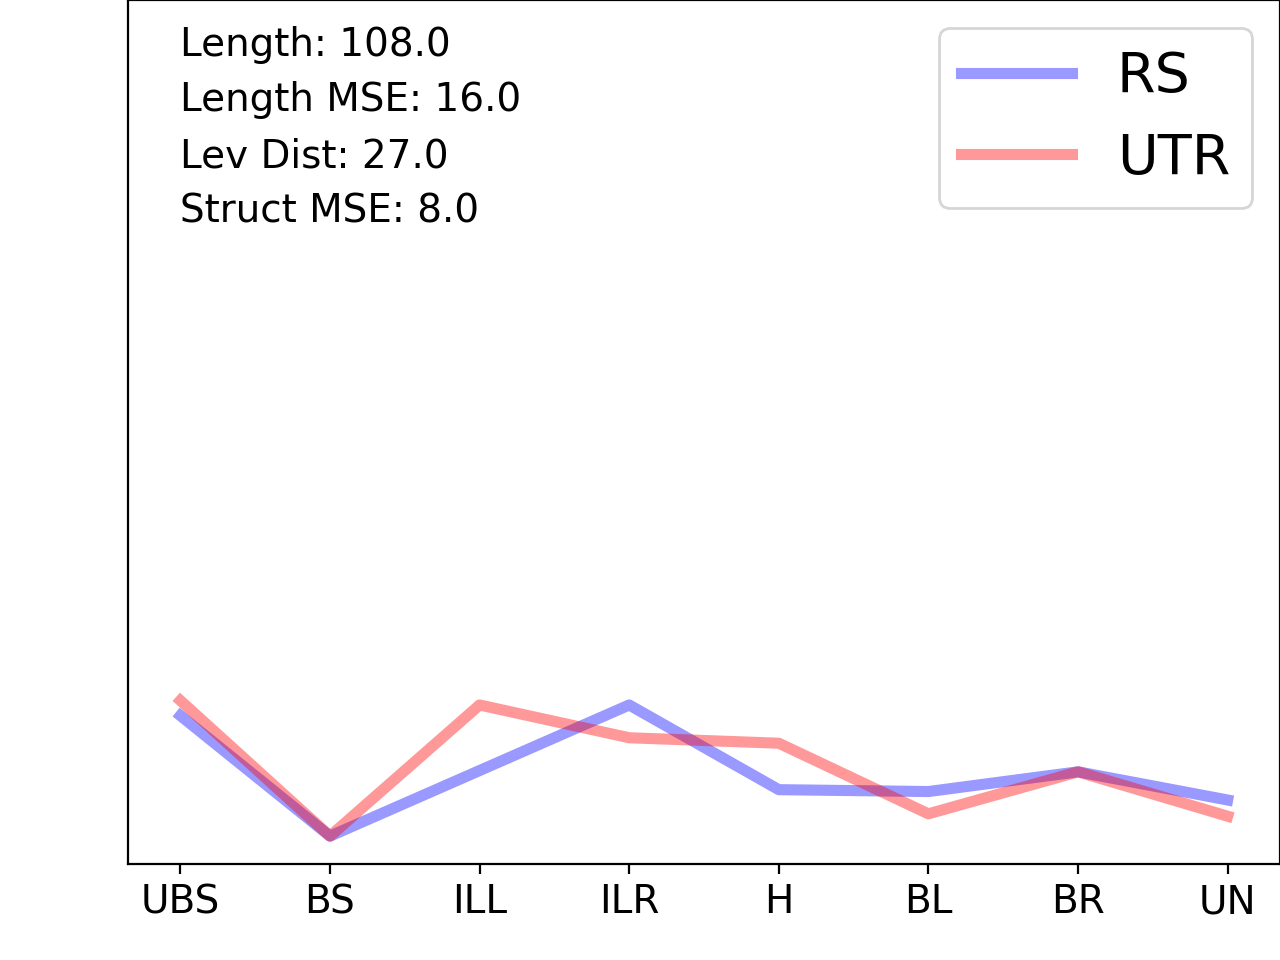 Length: 108.0
Length MSE: 16.0
Lev Dist: 27.0
Struct MSE: 8.0
RS
UTR
UBS BS ILL ILR H BL BR UN